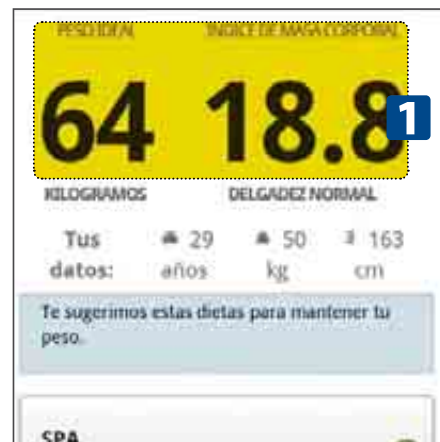 PESO IDEAL ÍNDICE DE MASA CORPORAL
64 18.8
1
KILOGRAMOS DELGADEZ NORMAL
Tus datos: 29 años 50 kg 163 cm
Te sugerimos estas dietas para mantener tu
peso.
SPA